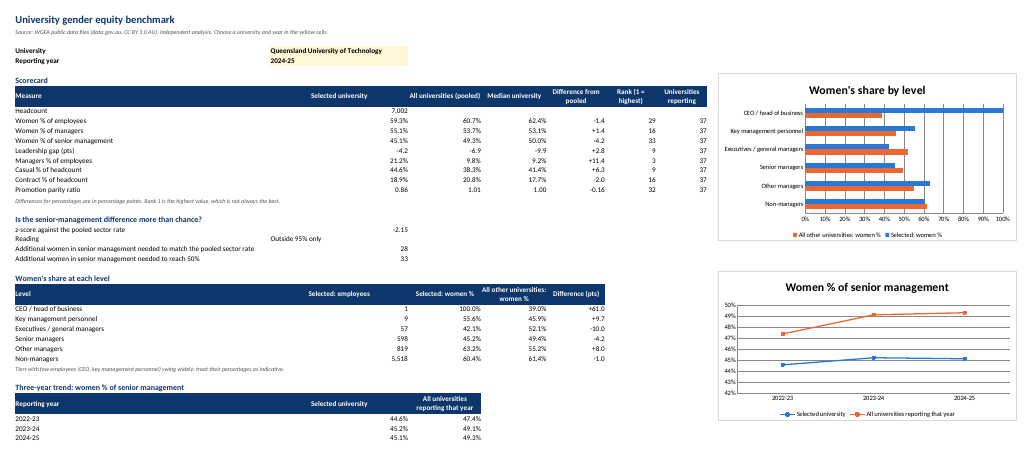 University gender equity benchmark
Source: WGEA public data files (data.gov.au, CC BY 3.0 AU). Independent analysis. Choose a university and year in the yellow cells.
University Queensland University of Technology
Reporting year 2024-25
Scorecard
Measure Selected university All universities (pooled) Median university Difference from pooled Rank (1 = highest) Universities reporting
Headcount 7,002
Women % of employees 59.3% 60.7% 62.4% -1.4 29 37
Women % of managers 55.1% 53.7% 53.1% +1.4 16 37
Women % of senior management 45.1% 49.3% 50.0% -4.2 33 37
Leadership gap (pts) -4.2 -6.9 -9.9 +2.8 9 37
Managers % of employees 21.2% 9.8% 9.2% +11.4 3 37
Casual % of headcount 44.6% 38.3% 41.4% +6.3 9 37
Contract % of headcount 18.9% 20.8% 17.7% -2.0 16 37
Promotion parity ratio 0.86 1.01 1.00 -0.16 32 37
Differences for percentages are in percentage points. Rank 1 is the highest value, which is not always the best.
Is the senior-management difference more than chance?
z-score against the pooled sector rate -2.15
Reading Outside 95% only
Additional women in senior management needed to match the pooled sector rate 28
Additional women in senior management needed to reach 50% 33
Women's share at each level
Level Selected: employees Selected: women % All other universities: women % Difference (pts)
CEO / head of business 1 100.0% 39.0% +61.0
Key management personnel 9 55.6% 45.9% +9.7
Executives / general managers 57 42.1% 52.1% -10.0
Senior managers 598 45.2% 49.4% -4.2
Other managers 819 63.2% 55.2% +8.0
Non-managers 5,518 60.4% 61.4% -1.0
Tiers with few employees (CEO, key management personnel) swing widely; treat their percentages as indicative.
Three-year trend: women % of senior management
Reporting year Selected university All universities reporting that year
2022-23 44.6% 47.4%
2023-24 45.2% 49.1%
2024-25 45.1% 49.3%
Women's share by level
CEO / head of business
Key management personnel
Executives / general managers
Senior managers
Other managers
Non-managers
0% 10% 20% 30% 40% 50% 60% 70% 80% 90% 100%
All other universities: women % Selected: women %
Women % of senior management
50%
49%
48%
47%
46%
45%
44%
43%
42%
2022-23 2023-24 2024-25
Selected university All universities reporting that year